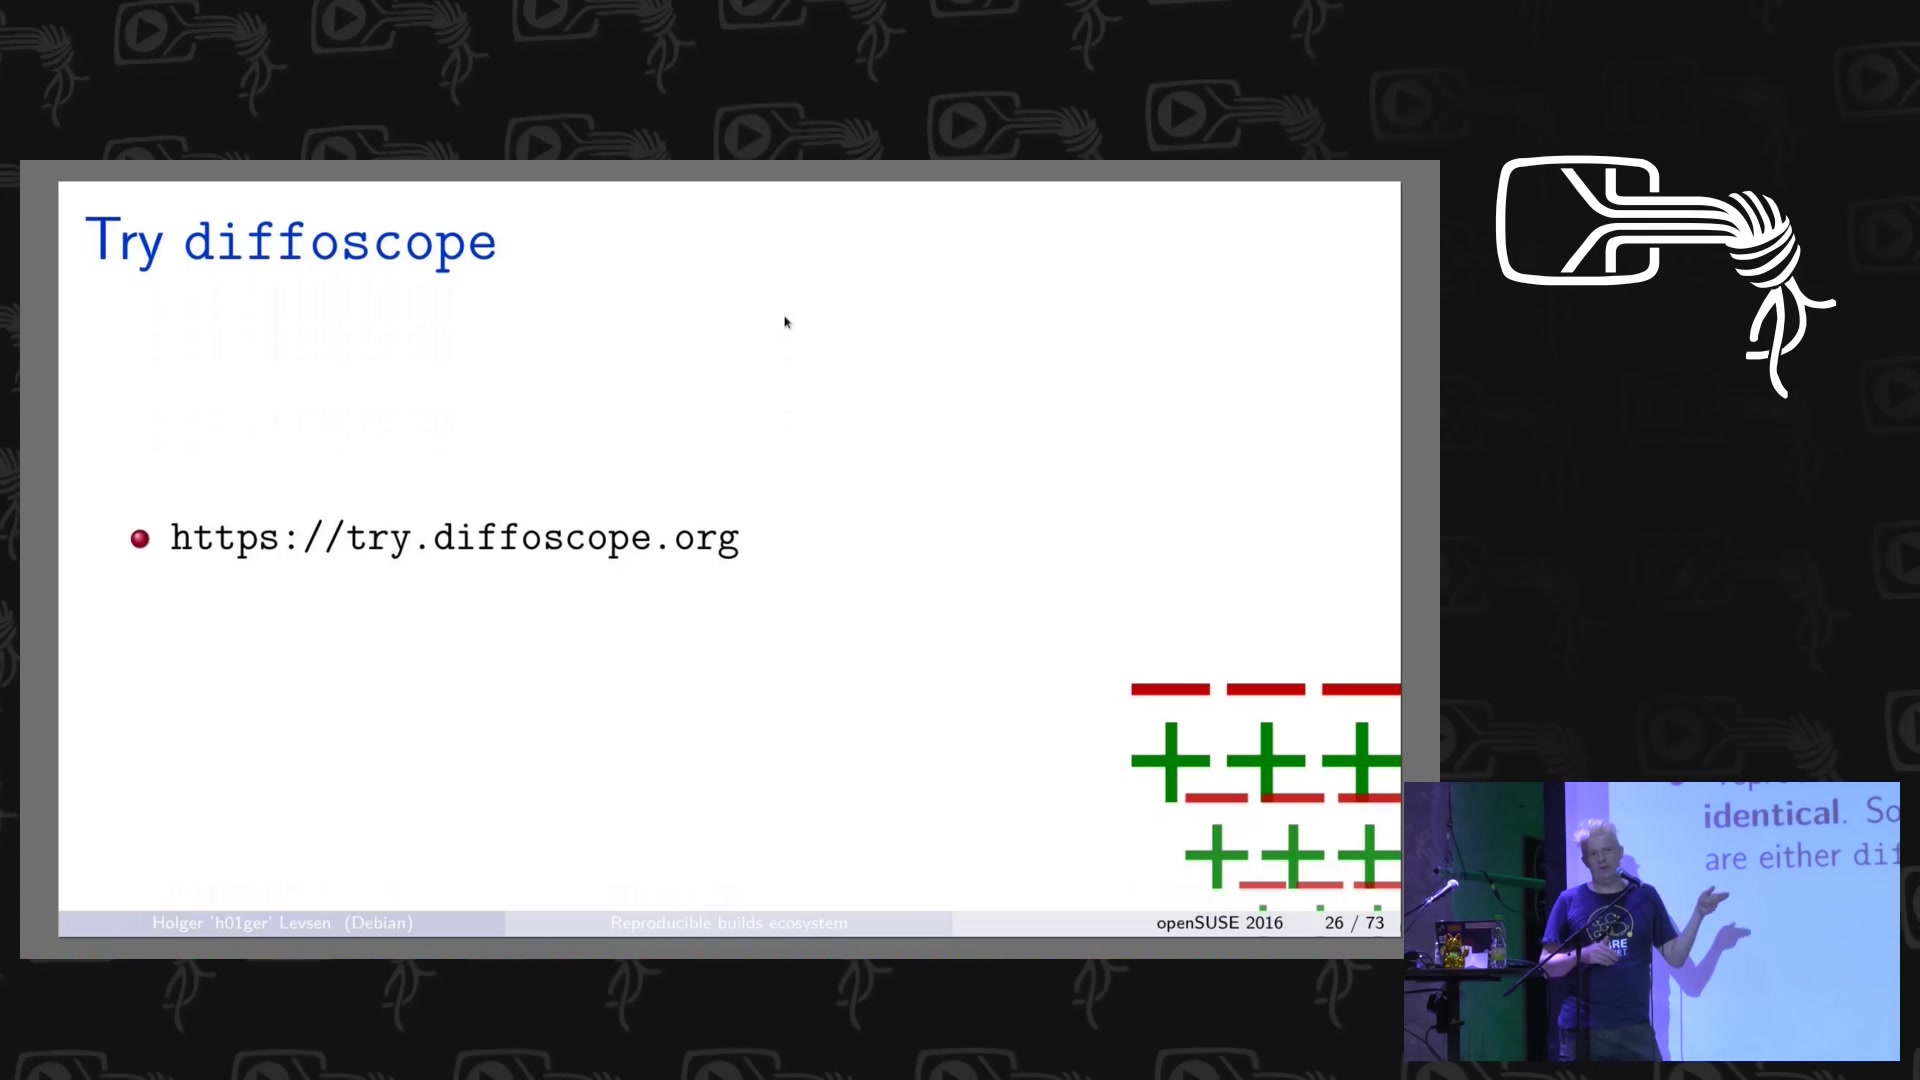 Try diffoscope
https://try.diffoscope.org
Holger 'h01ger' Levsen (Debian)
Reproducible builds ecosystem
openSUSE 2016
26 / 73
identical. So
are either dif